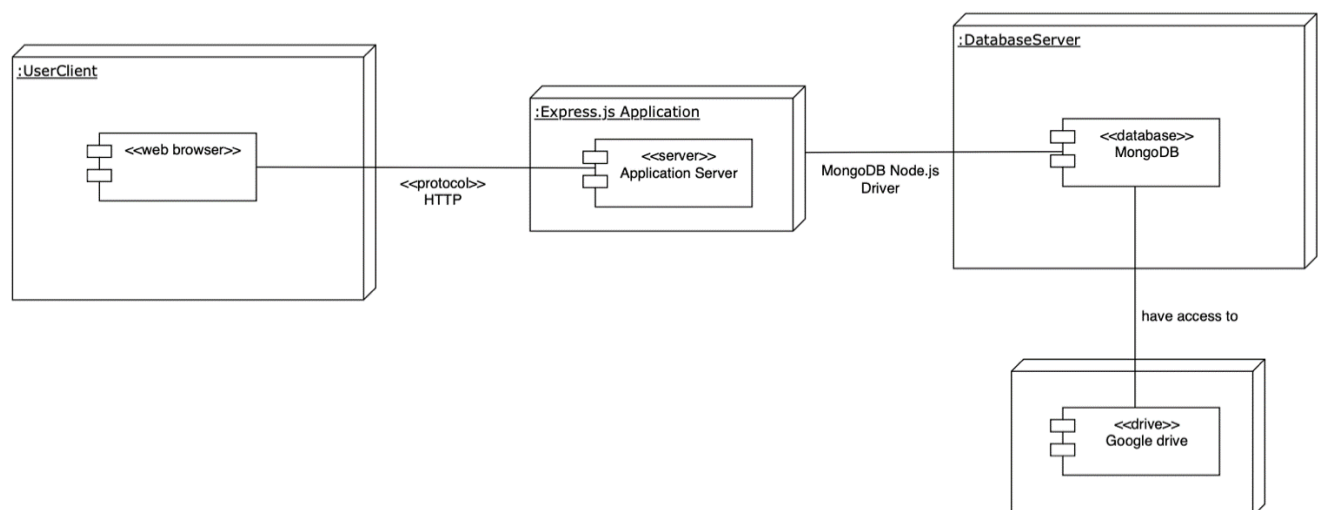 :UserClient
<<web browser>>
<<protocol>>
HTTP
:Express.js Application
<<server>>
Application Server
MongoDB Node.js
Driver
:DatabaseServer
<<database>>
MongoDB
have access to
<<drive>>
Google drive